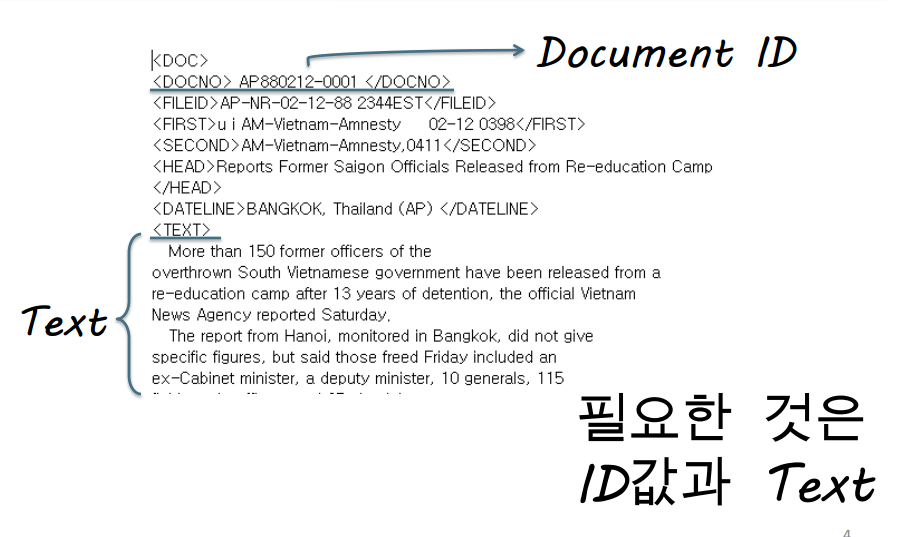 Document ID
<DOC>
<DOCNO> AP880212-0001 </DOCNO>
<FILEID>AP-NR-02-12-88 2344EST</FILEID>
<FIRST>u i AM-Vietnam-Amnesty 02-12 0398</FIRST>
<SECOND>AM-Vietnam-Amnesty,0411</SECOND>
<HEAD>Reports Former Saigon Officials Released from Re-education Camp
</HEAD>
<DATELINE>BANGKOK, Thailand (AP) </DATELINE>
<TEXT>
More than 150 former officers of the
overthrown South Vietnamese government have been released from a
re-education camp after 13 years of detention, the official Vietnam
News Agency reported Saturday.
The report from Hanoi, monitored in Bangkok, did not give
specific figures, but said those freed Friday included an
ex-Cabinet minister, a deputy minister, 10 generals, 115
Text
필요한 것은
ID값과 Text
4